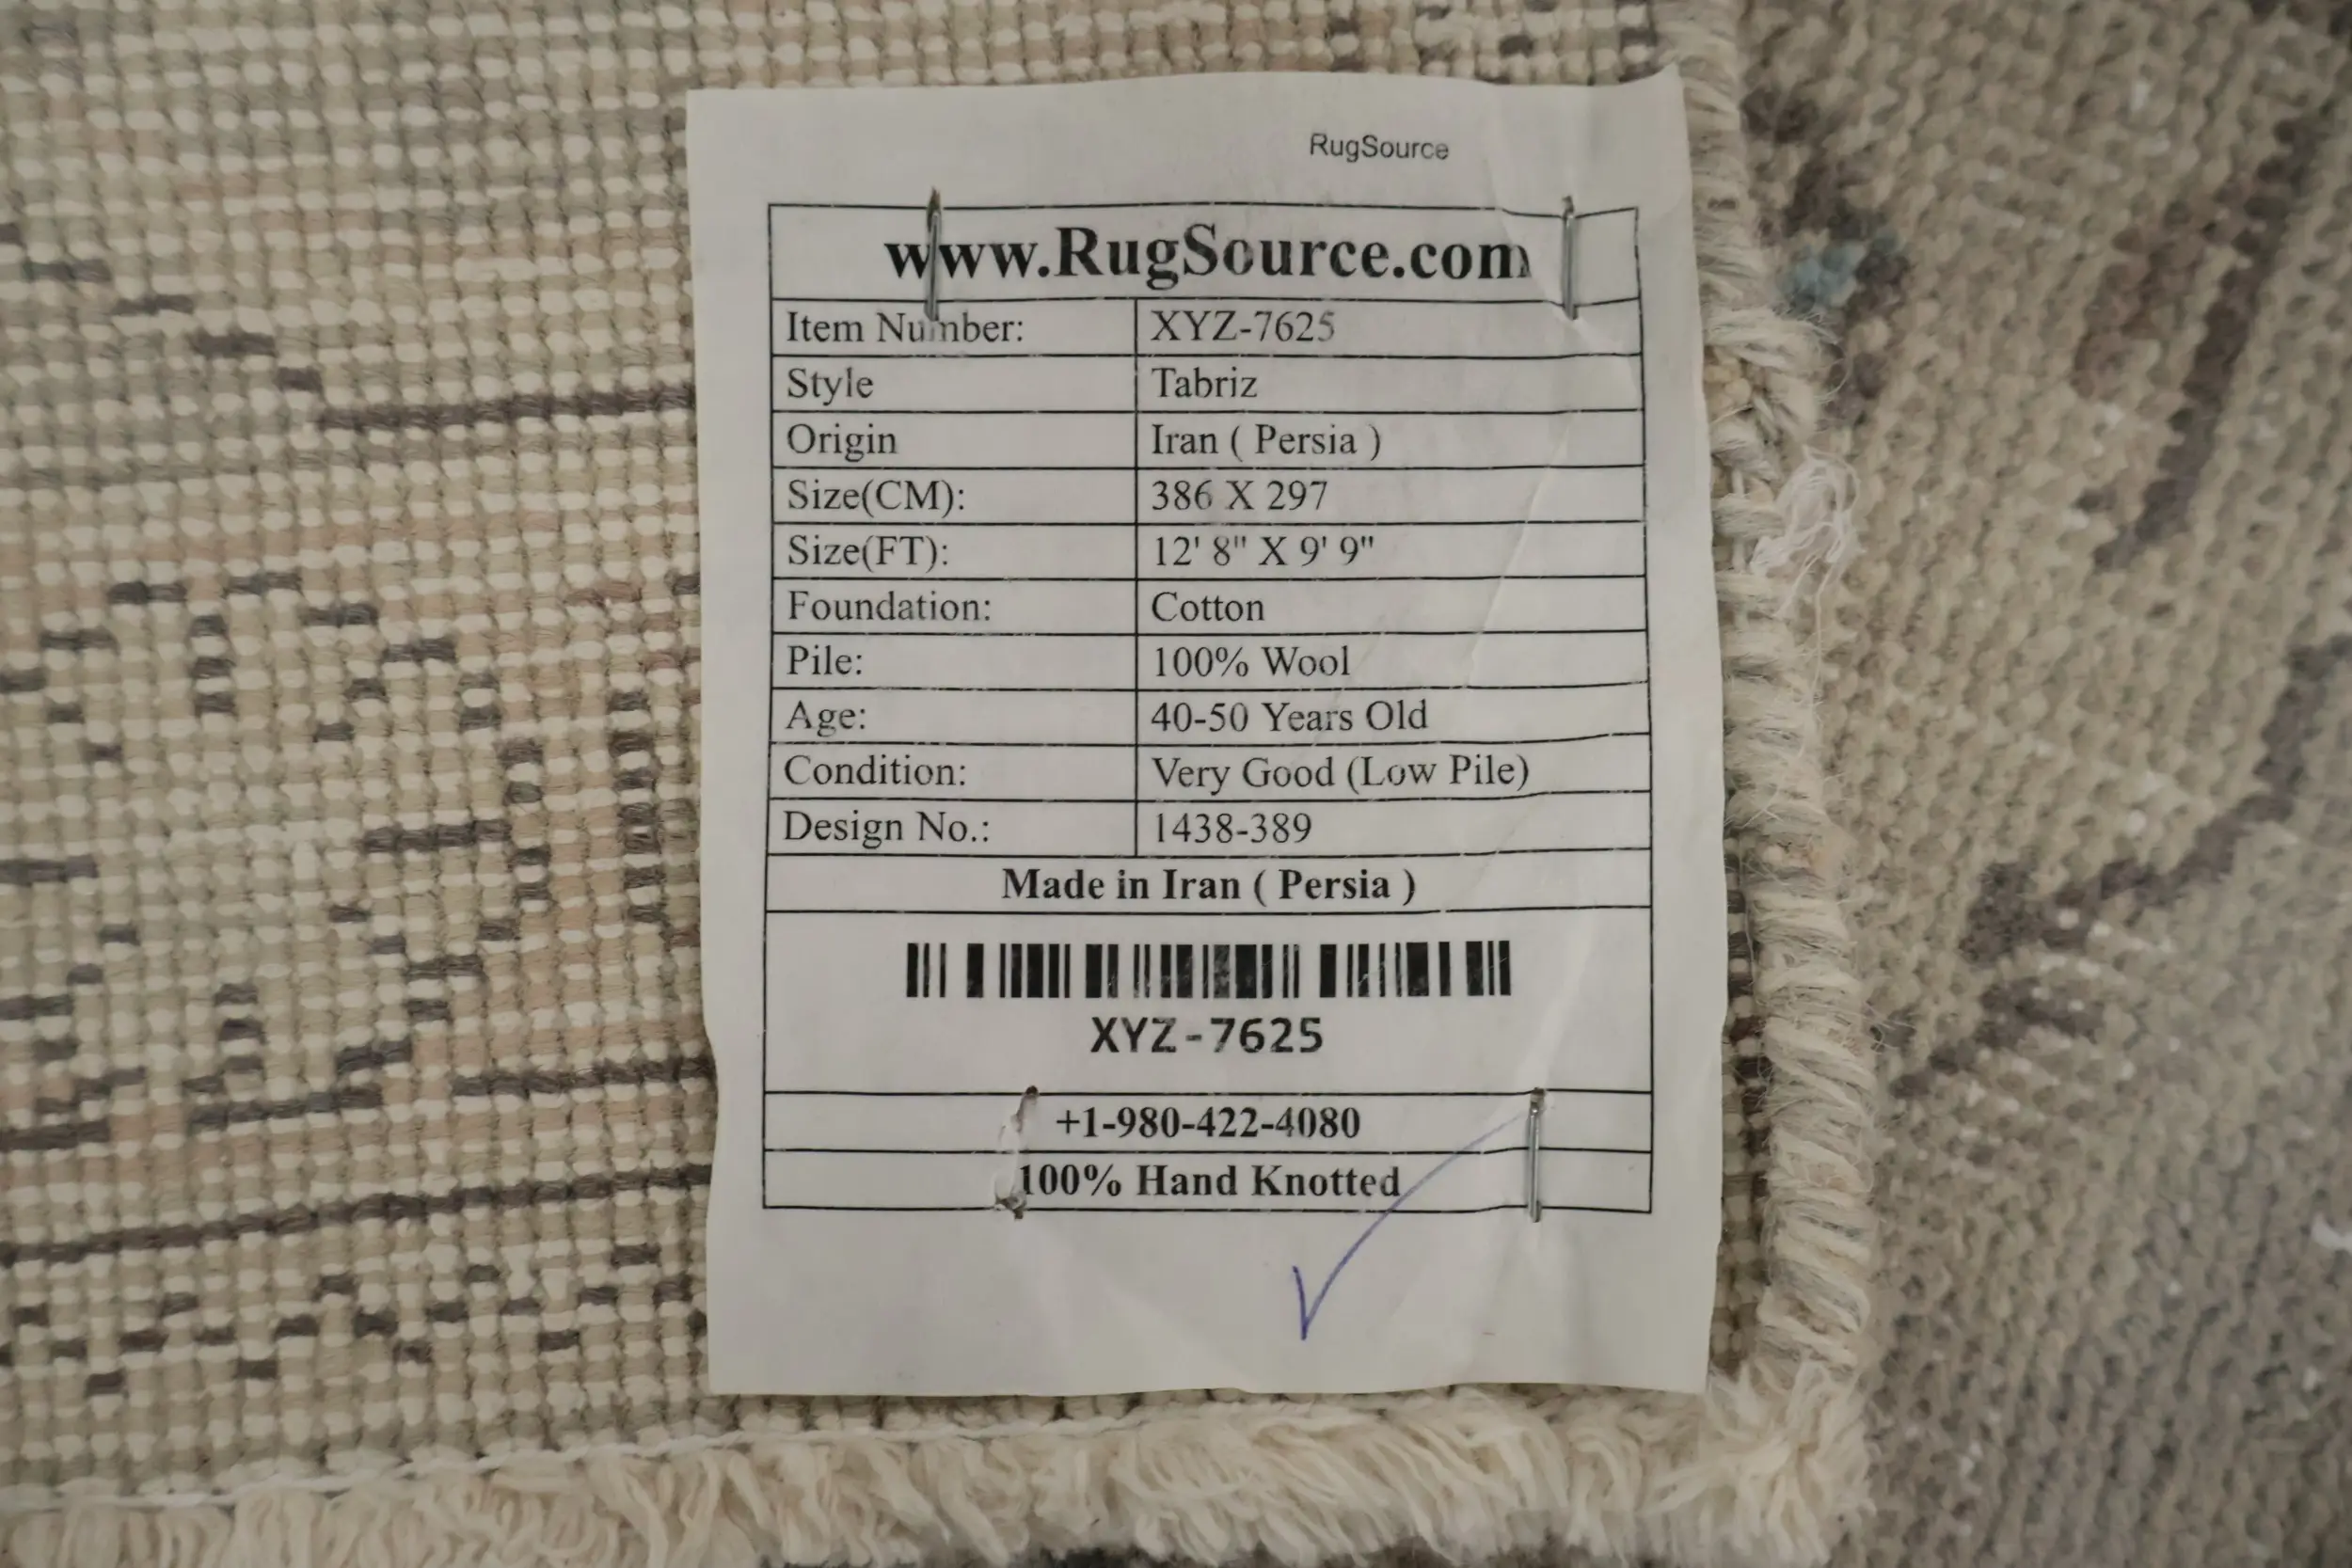 RugSource
www.RugSource.com
Item Number: XYZ-7625
Style Tabriz
Origin Iran ( Persia )
Size(CM): 386 X 297
Size(FT): 12' 8" X 9' 9"
Foundation: Cotton
Pile: 100% Wool
Age: 40-50 Years Old
Condition: Very Good (Low Pile)
Design No.: 1438-389
Made in Iran ( Persia )
XYZ-7625
+1-980-422-4080
100% Hand Knotted